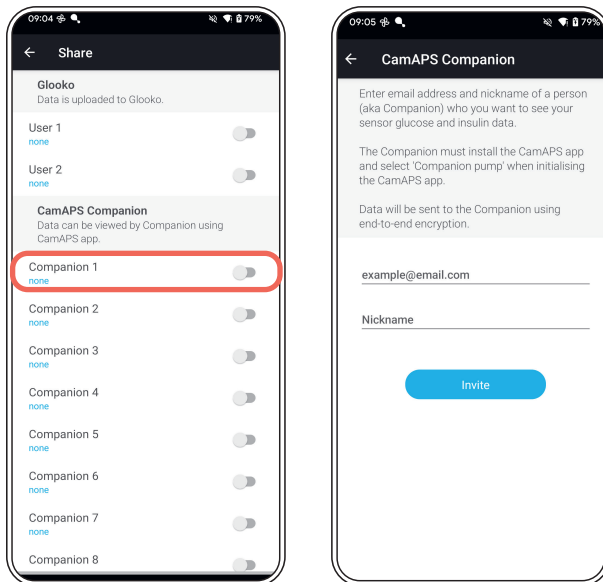 09:04
79%
Share
Glooko
Data is uploaded to Glooko.
User 1
none
User 2
none
CamAPS Companion
Data can be viewed by Companion using
CamAPS app.
Companion 1
none
Companion 2
none
Companion 3
none
Companion 4
none
Companion 5
none
Companion 6
none
Companion 7
none
Companion 8
09:05
79%
CamAPS Companion
Enter email address and nickname of a person
(aka Companion) who you want to see your
sensor glucose and insulin data.
The Companion must install the CamAPS app
and select 'Companion pump' when initialising
the CamAPS app.
Data will be sent to the Companion using
end-to-end encryption.
example@email.com
Nickname
Invite